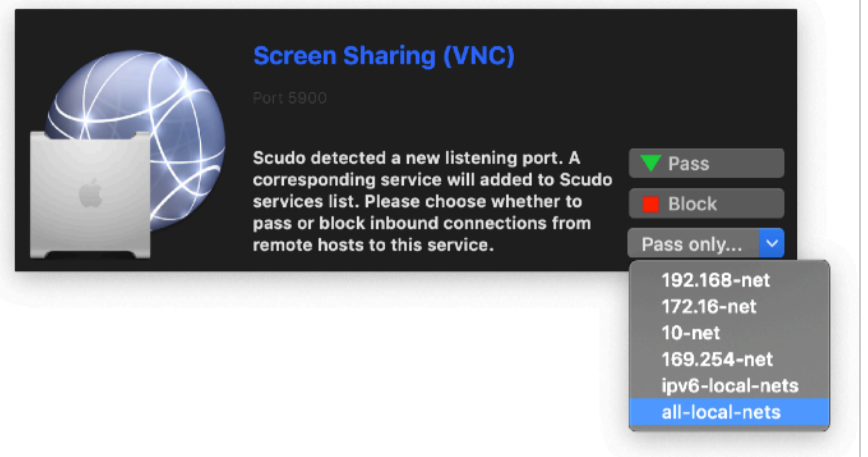 Screen Sharing (VNC)
Port 5900
Scudo detected a new listening port. A
corresponding service will added to Scudo
services list. Please choose whether to
pass or block inbound connections from
remote hosts to this service.
Pass
Block
Pass only...
192.168-net
172.16-net
10-net
169.254-net
ipv6-local-nets
all-local-nets